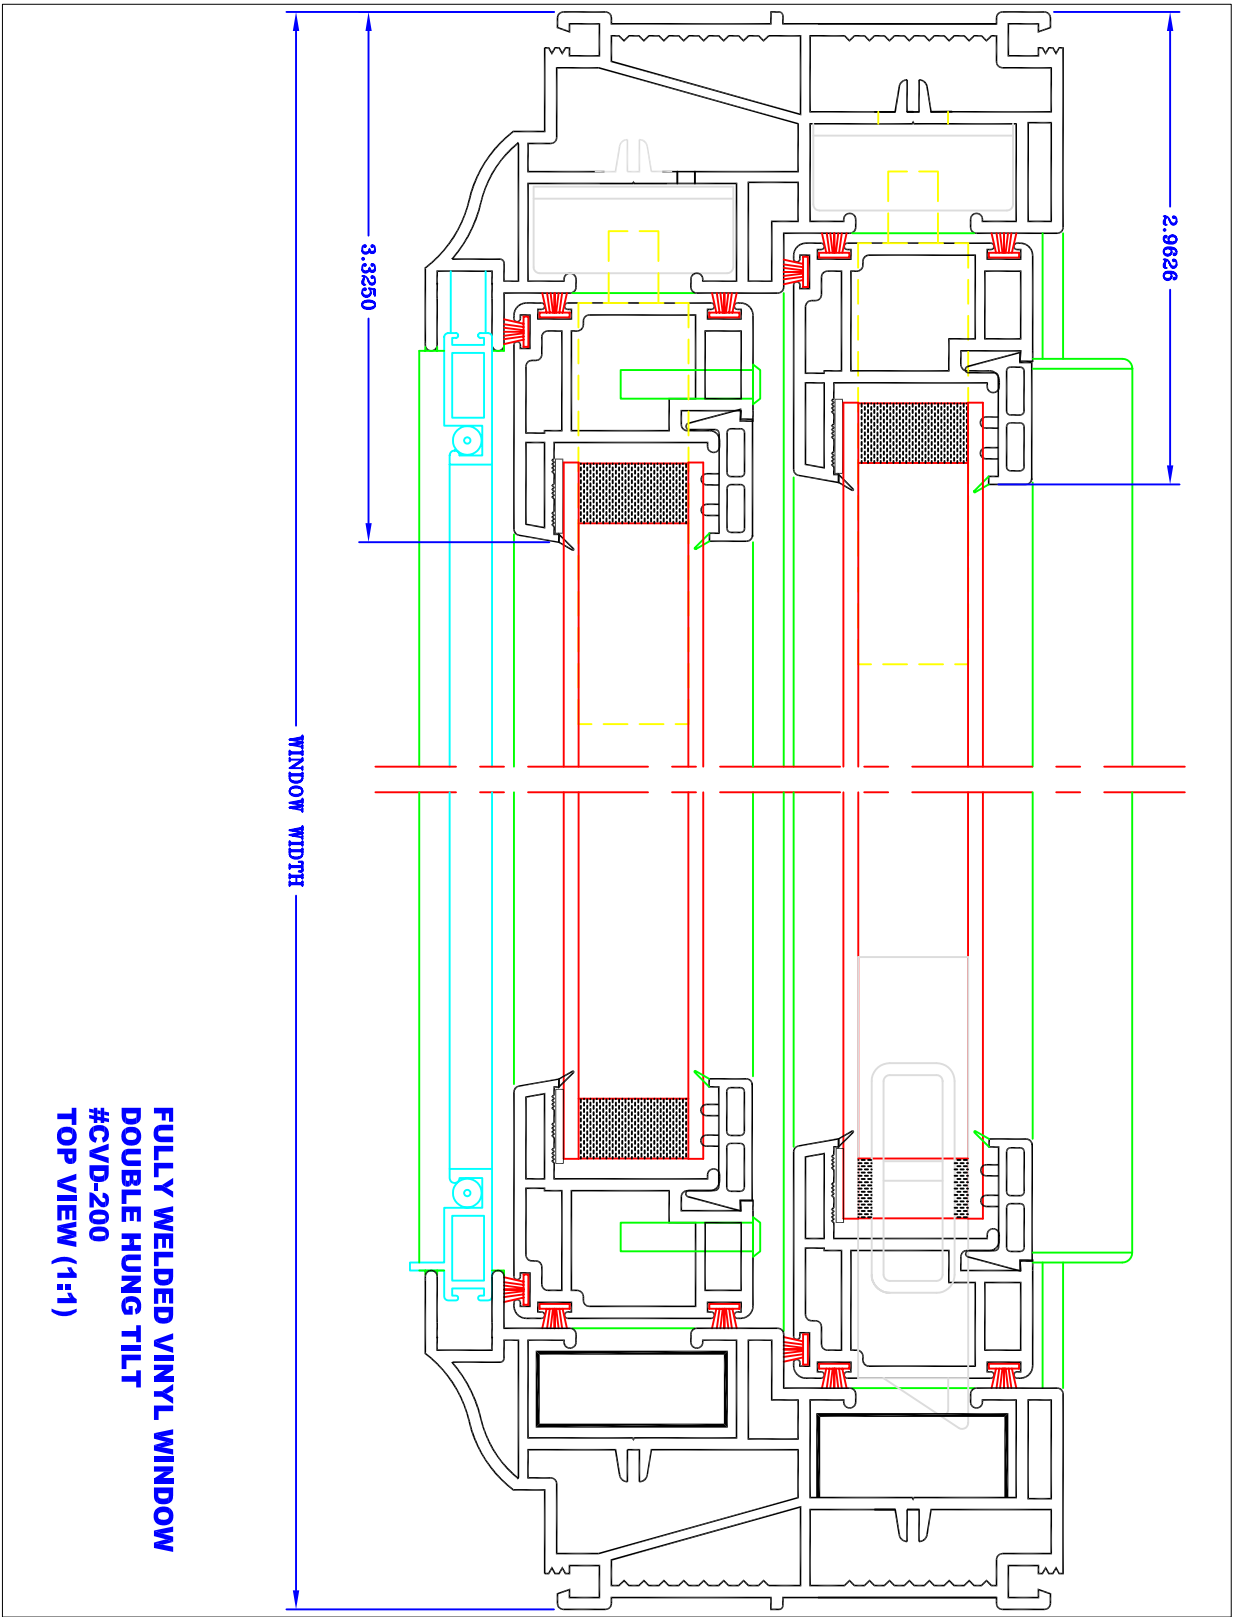 2.9626
3.3250
WINDOW WIDTH
FULLY WELDED VINYL WINDOW
DOUBLE HUNG TILT
#CVD-200
TOP VIEW (1:1)